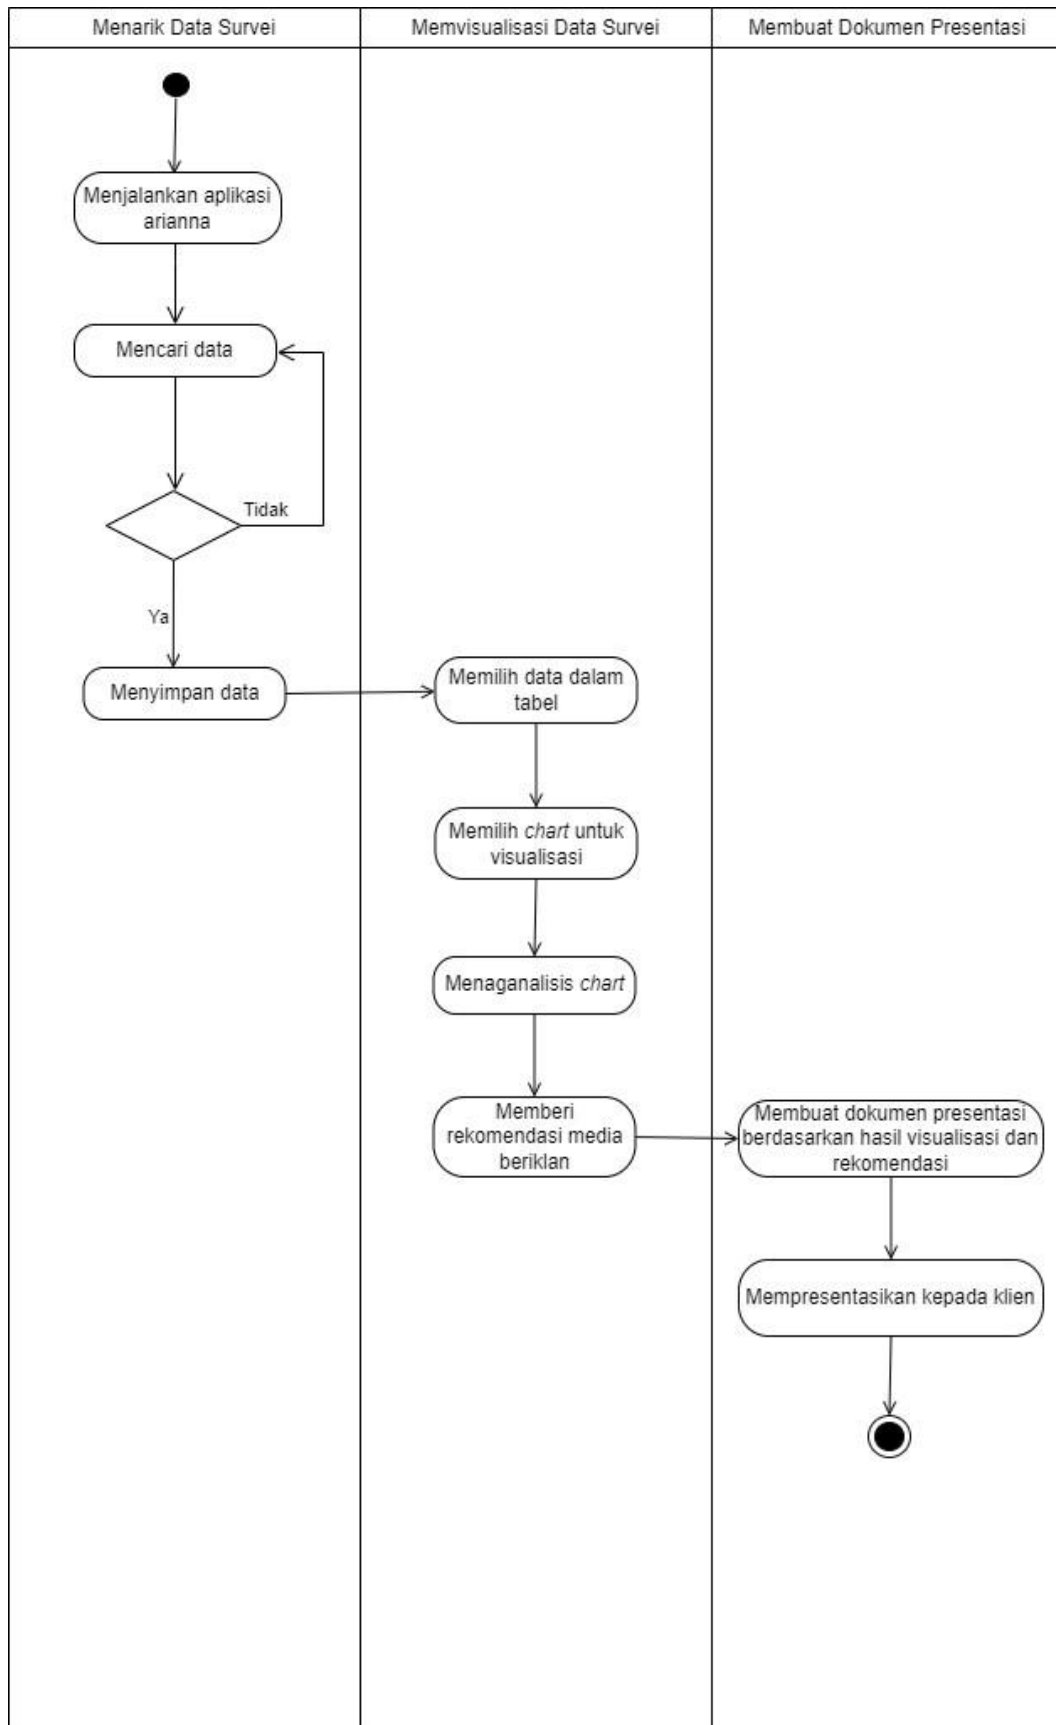 Menarik Data Survei
Memvisualisasi Data Survei
Membuat Dokumen Presentasi
Menjalankan aplikasi
arianna
Mencari data
Tidak
Ya
Menyimpan data
Memilih data dalam
tabel
Memilih chart untuk
visualisasi
Menaganalisis chart
Memberi
rekomendasi media
beriklan
Membuat dokumen presentasi
berdasarkan hasil visualisasi dan
rekomendasi
Mempresentasikan kepada klien